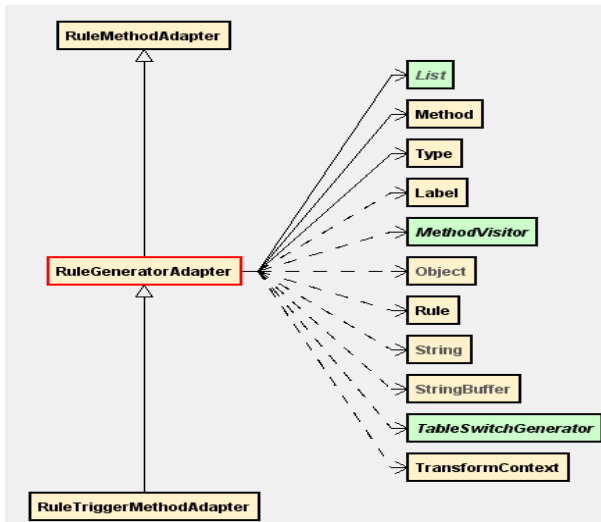 RuleMethodAdapter
List
Method
Type
Label
MethodVisitor
RuleGeneratorAdapter
Object
Rule
String
StringBuffer
TableSwitchGenerator
TransformContext
RuleTriggerMethodAdapter